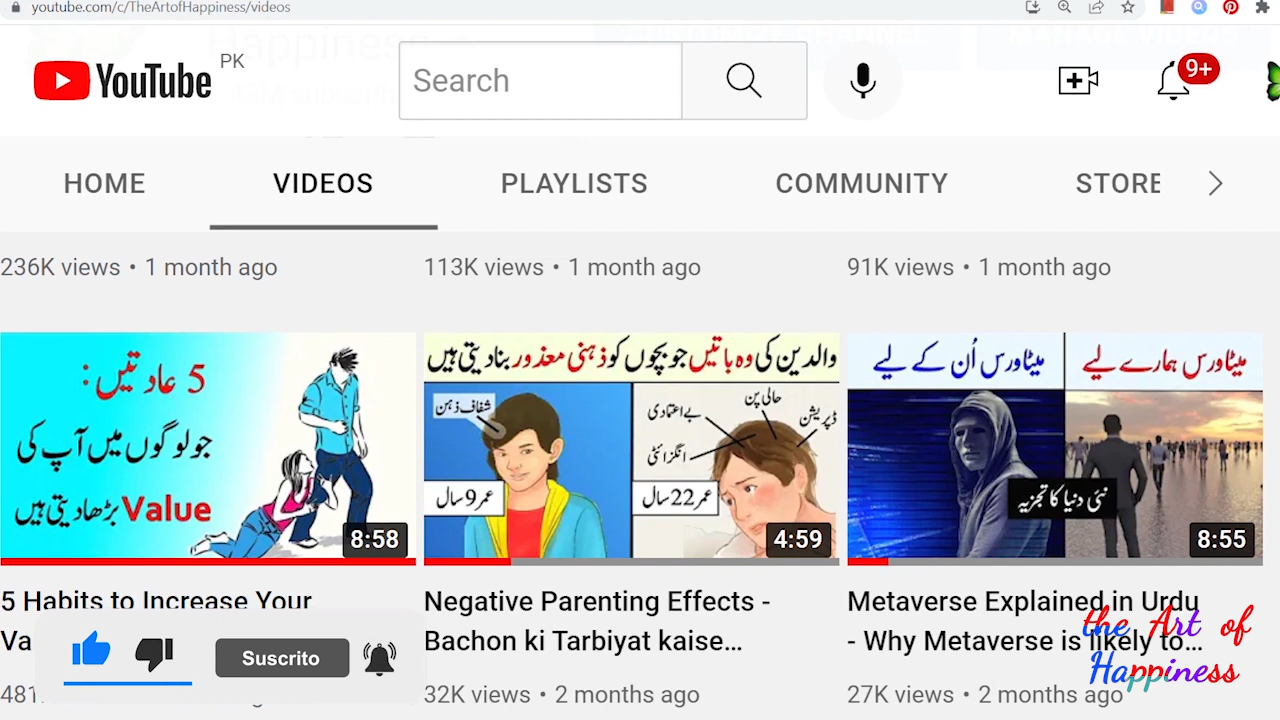 youtube.com/c/TheArtofHappiness/videos
YouTube PK
Search
9+
HOME VIDEOS PLAYLISTS COMMUNITY STORE
236K views • 1 month ago
113K views • 1 month ago
91K views • 1 month ago
5 عادتیں:
جو لوگوں میں آپ کی
Value بڑھا دیتی ہیں
8:58
والدین کی وہ باتیں جو بچوں کو ذہنی معذور بنا دیتی ہیں
شفاف ذہن
عمر 9 سال
خالی پن
بے اعتمادی
ڈپریشن
انگزائٹی
عمر 22 سال
4:59
میٹاورس ہمارے لیے
میٹاورس اُن کے لیے
نئی دنیا کا تجزیہ
8:55
5 Habits to Increase Your
Va
481
Negative Parenting Effects -
Bachon ki Tarbiyat kaise...
32K views • 2 months ago
Metaverse Explained in Urdu
- Why Metaverse is likely to...
27K views • 2 months ago
Suscrito
the Art of
Happiness